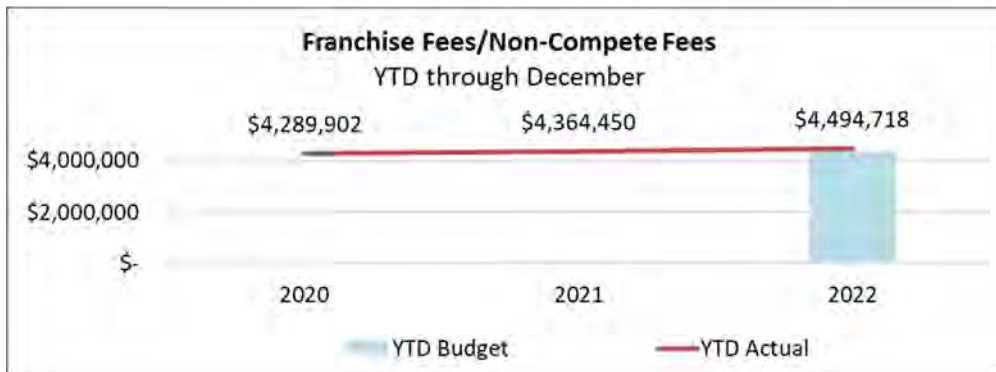 Franchise Fees/Non-Compete Fees
YTD through December
$4,289,902 $4,364,450 $4,494,718
$4,000,000
$2,000,000
$-
2020 2021 2022
YTD Budget YTD Actual